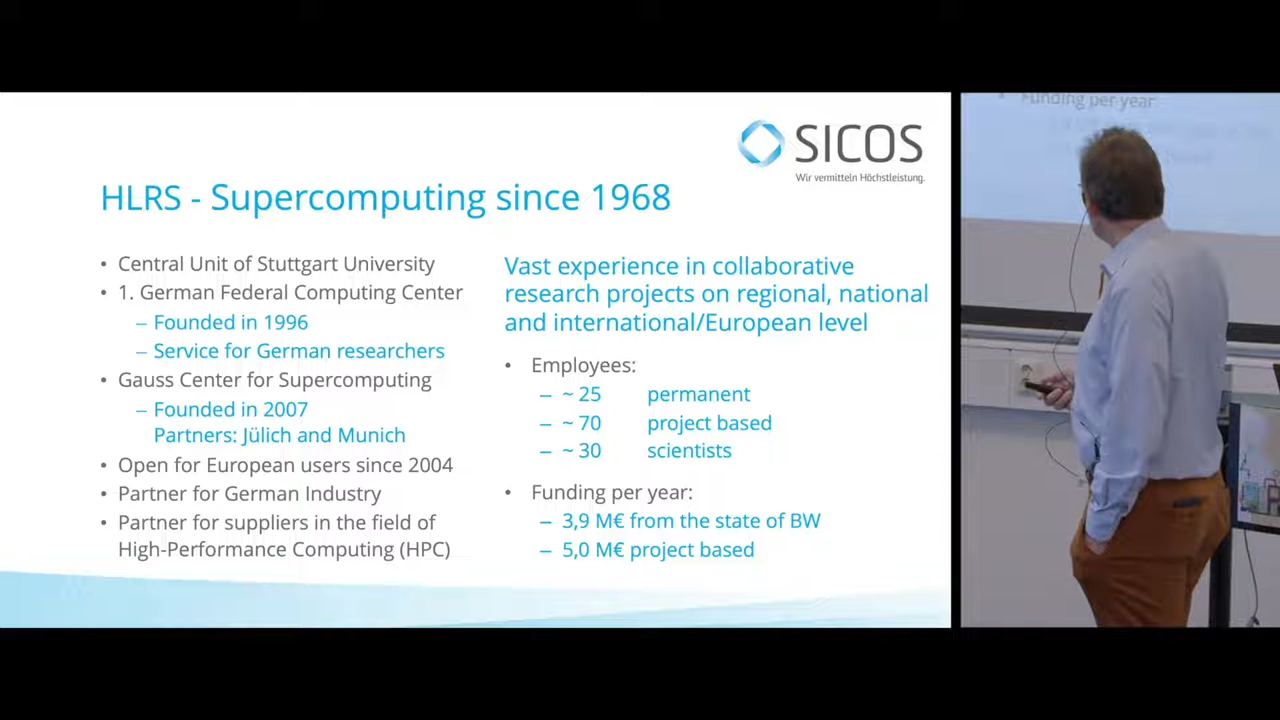 SICOS
Wir vermitteln Höchstleistung.
HLRS - Supercomputing since 1968
• Central Unit of Stuttgart University
• 1. German Federal Computing Center
– Founded in 1996
– Service for German researchers
• Gauss Center for Supercomputing
– Founded in 2007
Partners: Jülich and Munich
• Open for European users since 2004
• Partner for German Industry
• Partner for suppliers in the field of
High-Performance Computing (HPC)
Vast experience in collaborative
research projects on regional, national
and international/European level
• Employees:
– ~ 25 permanent
– ~ 70 project based
– ~ 30 scientists
• Funding per year:
– 3,9 M€ from the state of BW
– 5,0 M€ project based
• Funding per year